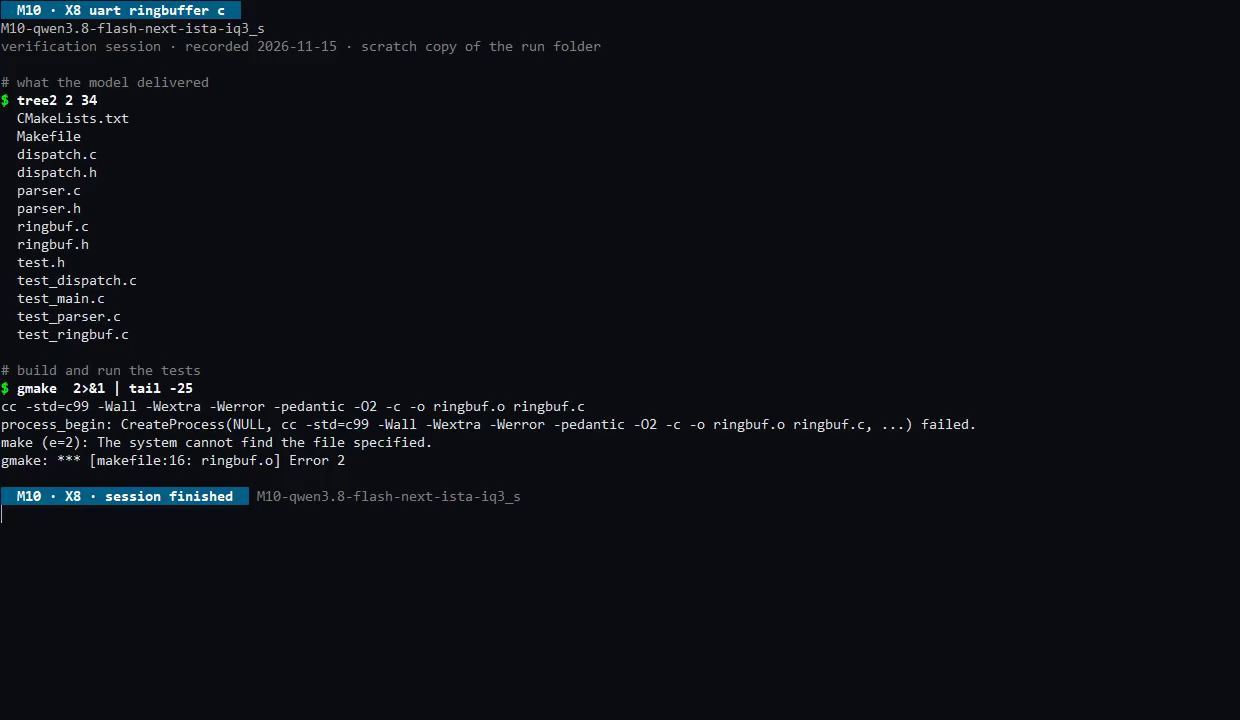 M10 · X8 uart ringbuffer c
M10-qwen3.8-flash-next-ista-iq3_s
verification session · recorded 2026-11-15 · scratch copy of the run folder
# what the model delivered
$ tree2 2 34
CMakeLists.txt
Makefile
dispatch.c
dispatch.h
parser.c
parser.h
ringbuf.c
ringbuf.h
test.h
test_dispatch.c
test_main.c
test_parser.c
test_ringbuf.c
# build and run the tests
$ gmake  2>&1 | tail -25
cc -std=c99 -Wall -Wextra -Werror -pedantic -O2 -c -o ringbuf.o ringbuf.c
process_begin: CreateProcess(NULL, cc -std=c99 -Wall -Wextra -Werror -pedantic -O2 -c -o ringbuf.o ringbuf.c, ...) failed.
make (e=2): The system cannot find the file specified.
gmake: *** [makefile:16: ringbuf.o] Error 2
M10 · X8 · session finished M10-qwen3.8-flash-next-ista-iq3_s